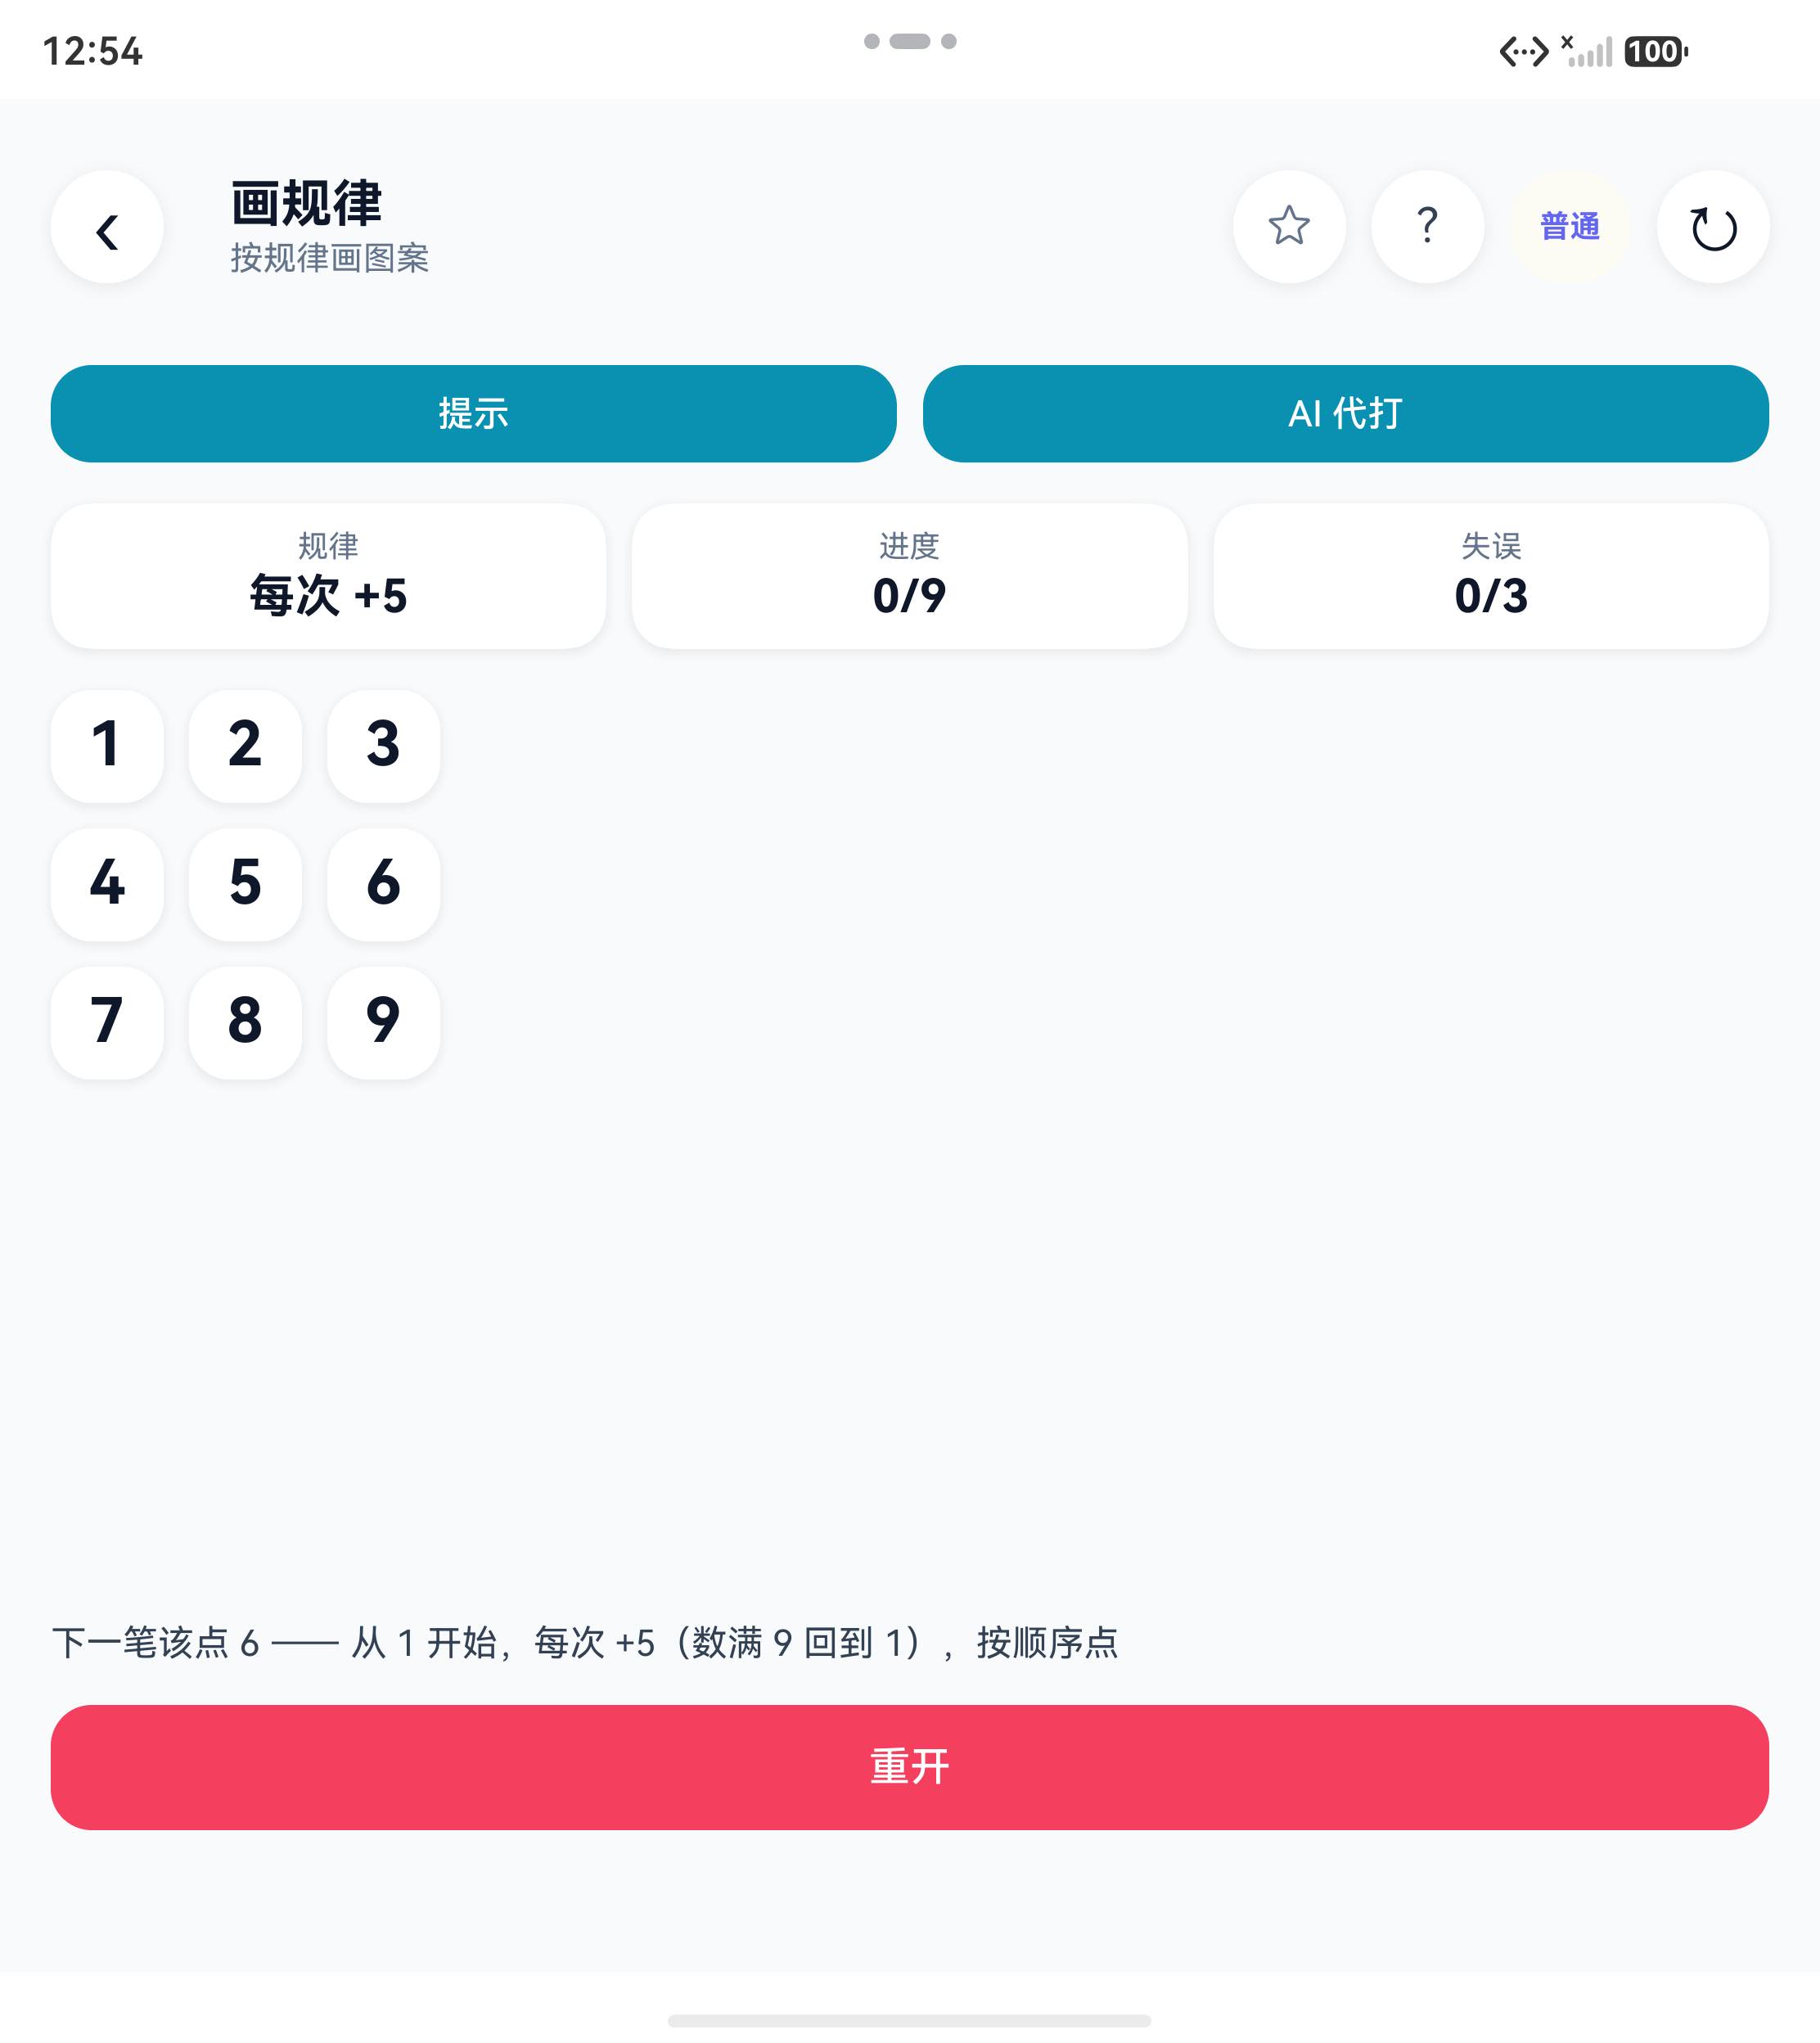 12:54
100
画规律
按规律画图案
?
普通
提示
AI 代打
规律
每次 +5
进度
0/9
失误
0/3
1 2 3
4 5 6
7 8 9
下一笔该点 6 —— 从 1 开始，每次 +5（数满 9 回到 1），按顺序点
重开